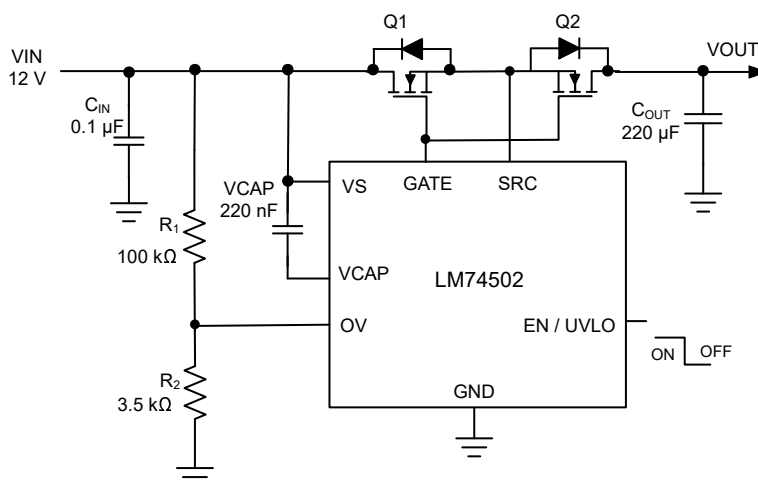 Q1
Q2
VIN
12 V
VOUT
CIN
0.1 µF
COUT
220 µF
VCAP
220 nF
VS
GATE
SRC
R1
100 kΩ
VCAP
LM74502
OV
EN / UVLO
ON
OFF
R2
3.5 kΩ
GND